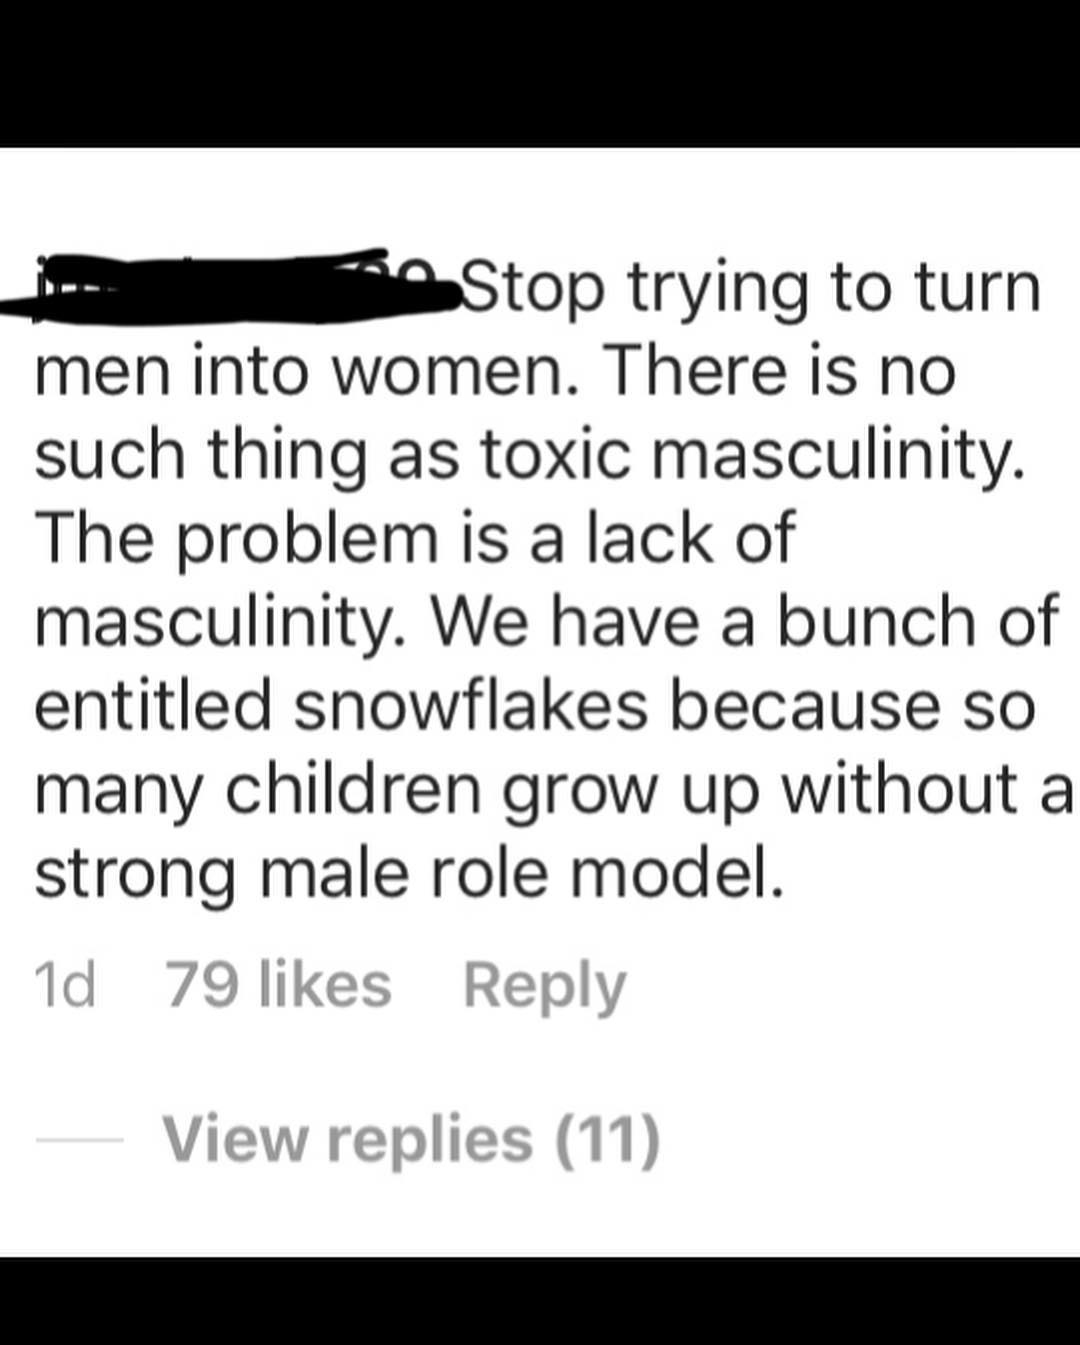 Stop trying to turn
men into women. There is no
such thing as toxic masculinity.
The problem is a lack of
masculinity. We have a bunch of
entitled snowflakes because so
many children grow up without a
strong male role model.
1d 79 likes Reply
View replies (11)